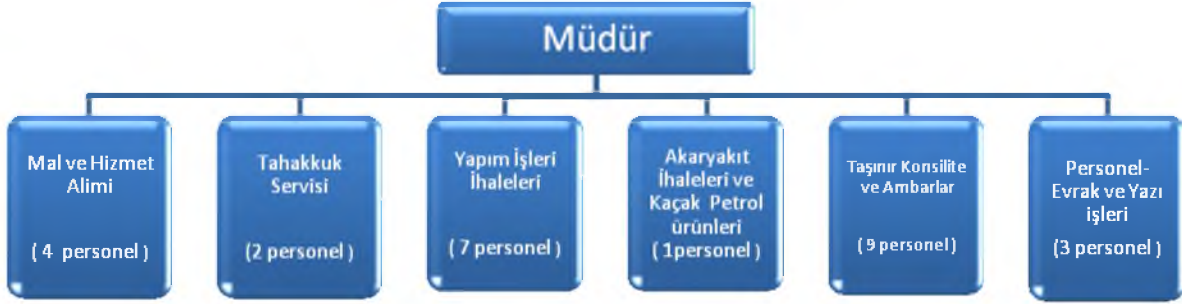 Müdür
Mal ve Hizmet
Alimi
( 4 personel )
Tahakkuk
Servisi
(2 personel )
Yapım İşleri
İhaleleri
( 7 personel )
Akaryakıt
İhaleleri ve
Kaçak Petrol
ürünleri
( 1personel )
Taşınır Konsilite
ve Ambarlar
( 9 personel )
Personel-
Evrak ve Yazı
işleri
(3 personel )